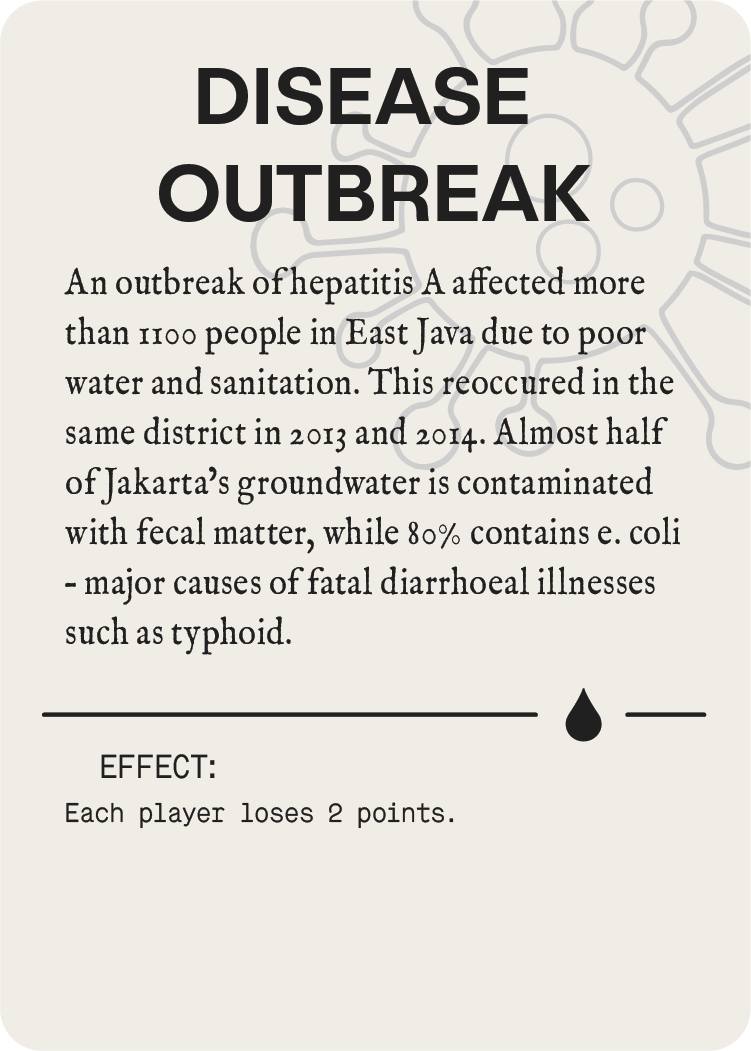 DISEASE
OUTBREAK
An outbreak of hepatitis A affected more
than 1100 people in East Java due to poor
water and sanitation. This reoccured in the
same district in 2013 and 2014. Almost half
of Jakarta’s groundwater is contaminated
with fecal matter, while 80% contains e. coli
- major causes of fatal diarrhoeal illnesses
such as typhoid.
EFFECT:
Each player loses 2 points.